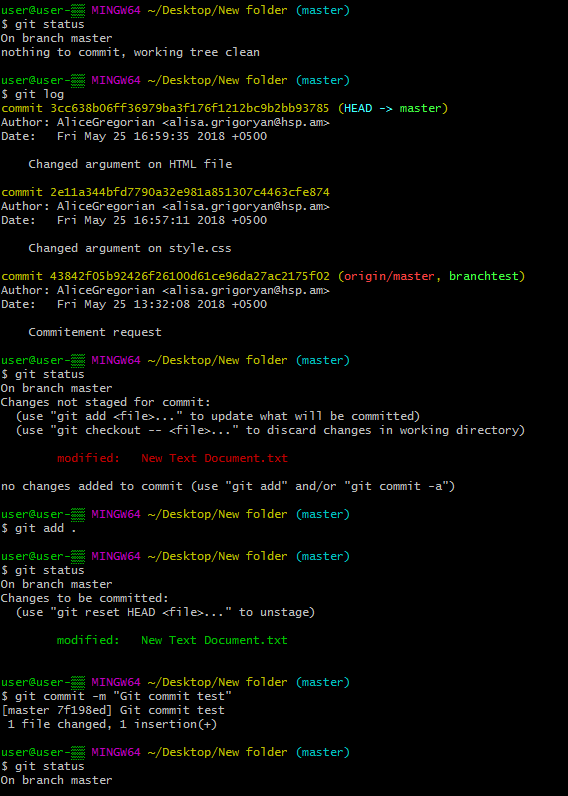 user@user-▒▒ MINGW64 ~/Desktop/New folder (master)
$ git status
On branch master
nothing to commit, working tree clean
user@user-▒▒ MINGW64 ~/Desktop/New folder (master)
$ git log
commit 3cc638b06ff36979ba3f176f1212bc9b2bb93785 (HEAD -> master)
Author: AliceGregorian <alisa.grigoryan@hsp.am>
Date:   Fri May 25 16:59:35 2018 +0500
    Changed argument on HTML file
commit 2e11a344bfd7790a32e981a851307c4463cfe874
Author: AliceGregorian <alisa.grigoryan@hsp.am>
Date:   Fri May 25 16:57:11 2018 +0500
    Changed argument on style.css
commit 43842f05b92426f26100d61ce96da27ac2175f02 (origin/master, branchtest)
Author: AliceGregorian <alisa.grigoryan@hsp.am>
Date:   Fri May 25 13:32:08 2018 +0500
    Commitement request
user@user-▒▒ MINGW64 ~/Desktop/New folder (master)
$ git status
On branch master
Changes not staged for commit:
  (use "git add <file>..." to update what will be committed)
  (use "git checkout -- <file>..." to discard changes in working directory)
        modified:   New Text Document.txt
no changes added to commit (use "git add" and/or "git commit -a")
user@user-▒▒ MINGW64 ~/Desktop/New folder (master)
$ git add .
user@user-▒▒ MINGW64 ~/Desktop/New folder (master)
$ git status
On branch master
Changes to be committed:
  (use "git reset HEAD <file>..." to unstage)
        modified:   New Text Document.txt
user@user-▒▒ MINGW64 ~/Desktop/New folder (master)
$ git commit -m "Git commit test"
[master 7f198ed] Git commit test
 1 file changed, 1 insertion(+)
user@user-▒▒ MINGW64 ~/Desktop/New folder (master)
$ git status
On branch master